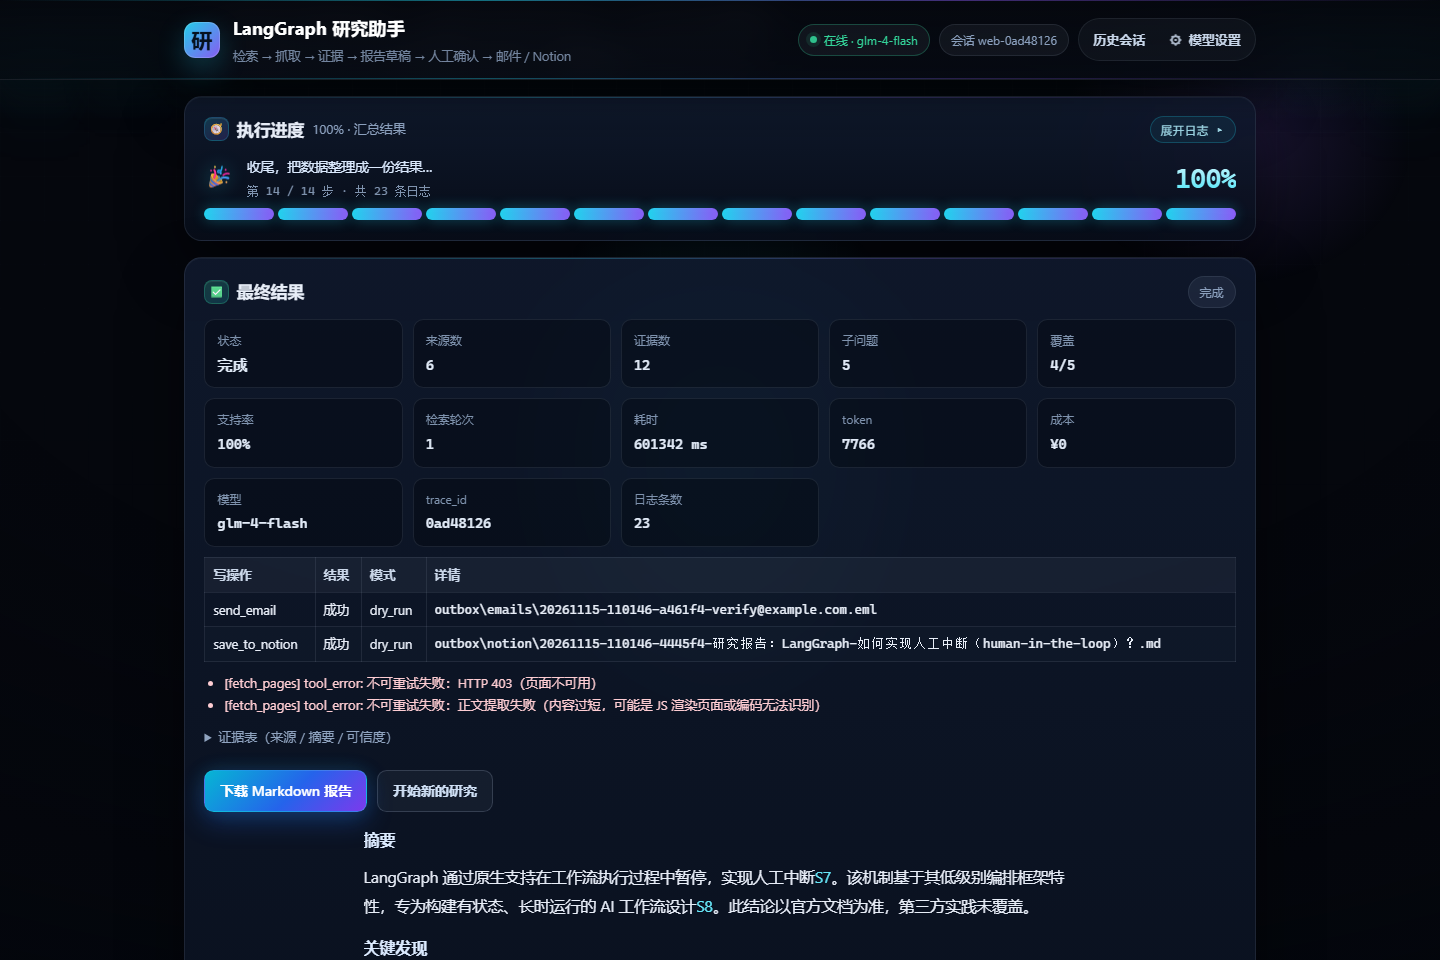 研
LangGraph 研究助手
检索 → 抓取 → 证据 → 报告草稿 → 人工确认 → 邮件 / Notion
在线 · glm-4-flash
会话 web-0ad48126
历史会话
模型设置
执行进度
100% · 汇总结果
展开日志
收尾，把数据整理成一份结果...
第 14 / 14 步 · 共 23 条日志
100%
最终结果
完成
状态
完成
来源数
6
证据数
12
子问题
5
覆盖
4/5
支持率
100%
检索轮次
1
耗时
601342 ms
token
7766
成本
¥0
模型
glm-4-flash
trace_id
0ad48126
日志条数
23
写操作 结果 模式 详情
send_email 成功 dry_run outbox\emails\20261115-110146-a461f4-verify@example.com.eml
save_to_notion 成功 dry_run outbox\notion\20261115-110146-4445f4-研究报告：LangGraph-如何实现人工中断（human-in-the-loop）？.md
[fetch_pages] tool_error: 不可重试失败：HTTP 403（页面不可用）
[fetch_pages] tool_error: 不可重试失败：正文提取失败（内容过短，可能是 JS 渲染页面或编码无法识别）
证据表（来源 / 摘要 / 可信度）
下载 Markdown 报告
开始新的研究
摘要
LangGraph 通过原生支持在工作流执行过程中暂停，实现人工中断S7。该机制基于其低级别编排框架特
性，专为构建有状态、长时运行的 AI 工作流设计S8。此结论以官方文档为准，第三方实践未覆盖。
关键发现